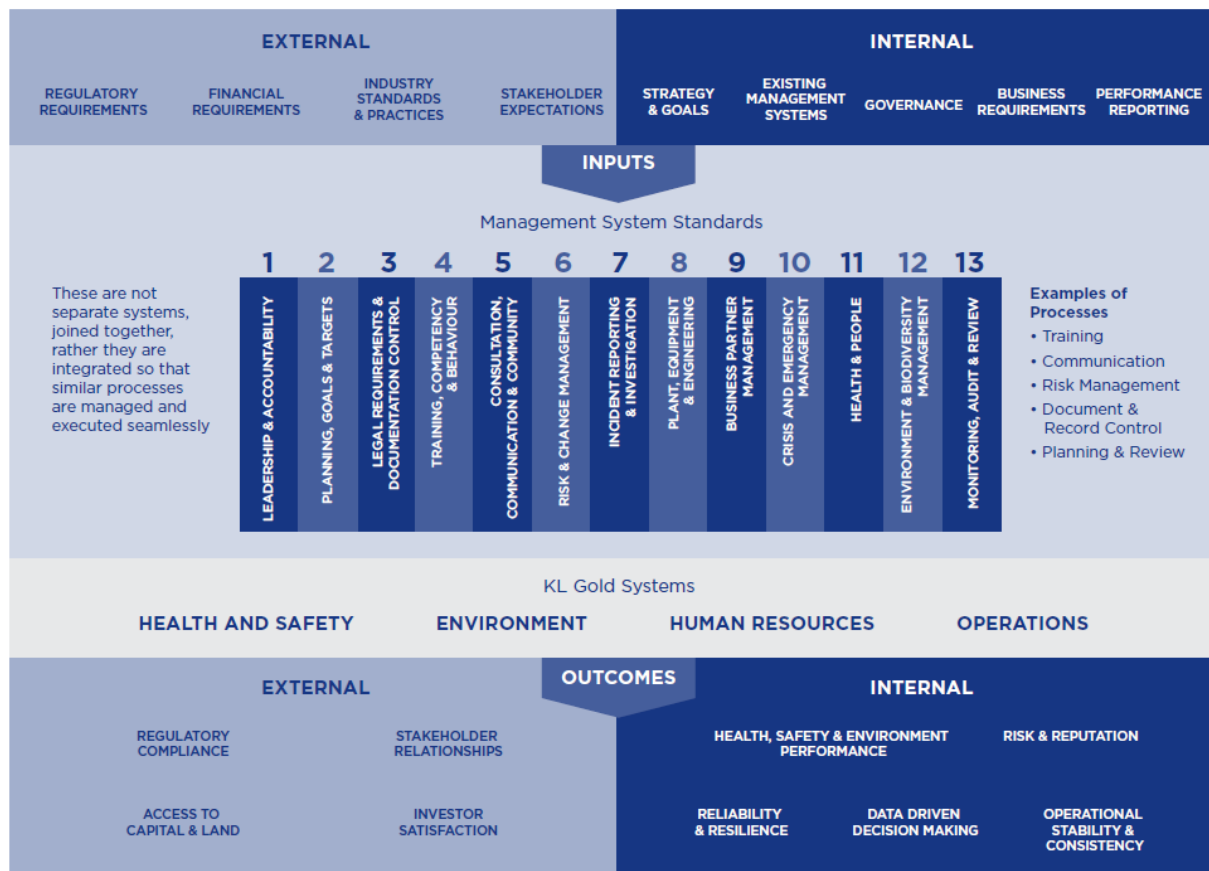 EXTERNAL
INTERNAL
REGULATORY
REQUIREMENTS
FINANCIAL
REQUIREMENTS
INDUSTRY
STANDARDS
& PRACTICES
STAKEHOLDER
EXPECTATIONS
STRATEGY
& GOALS
EXISTING
MANAGEMENT
SYSTEMS
GOVERNANCE
BUSINESS
REQUIREMENTS
PERFORMANCE
REPORTING
INPUTS
Management System Standards
These are not
separate systems,
joined together,
rather they are
integrated so that
similar processes
are managed and
executed seamlessly
1
LEADERSHIP & ACCOUNTABILITY
2
PLANNING, GOALS & TARGETS
3
LEGAL REQUIREMENTS &
DOCUMENTATION CONTROL
4
TRAINING, COMPETENCY
& BEHAVIOUR
5
CONSULTATION,
COMMUNICATION & COMMUNITY
6
RISK & CHANGE MANAGEMENT
7
INCIDENT REPORTING
& INVESTIGATION
8
PLANT, EQUIPMENT
& ENGINEERING
9
BUSINESS PARTNER
MANAGEMENT
10
CRISIS AND EMERGENCY
MANAGEMENT
11
HEALTH & PEOPLE
12
ENVIRONMENT & BIODIVERSITY
MANAGEMENT
13
MONITORING, AUDIT & REVIEW
Examples of
Processes
• Training
• Communication
• Risk Management
• Document &
Record Control
• Planning & Review
KL Gold Systems
HEALTH AND SAFETY
ENVIRONMENT
HUMAN RESOURCES
OPERATIONS
OUTCOMES
EXTERNAL
REGULATORY
COMPLIANCE
STAKEHOLDER
RELATIONSHIPS
ACCESS TO
CAPITAL & LAND
INVESTOR
SATISFACTION
INTERNAL
HEALTH, SAFETY & ENVIRONMENT
PERFORMANCE
RISK & REPUTATION
RELIABILITY
& RESILIENCE
DATA DRIVEN
DECISION MAKING
OPERATIONAL
STABILITY &
CONSISTENCY